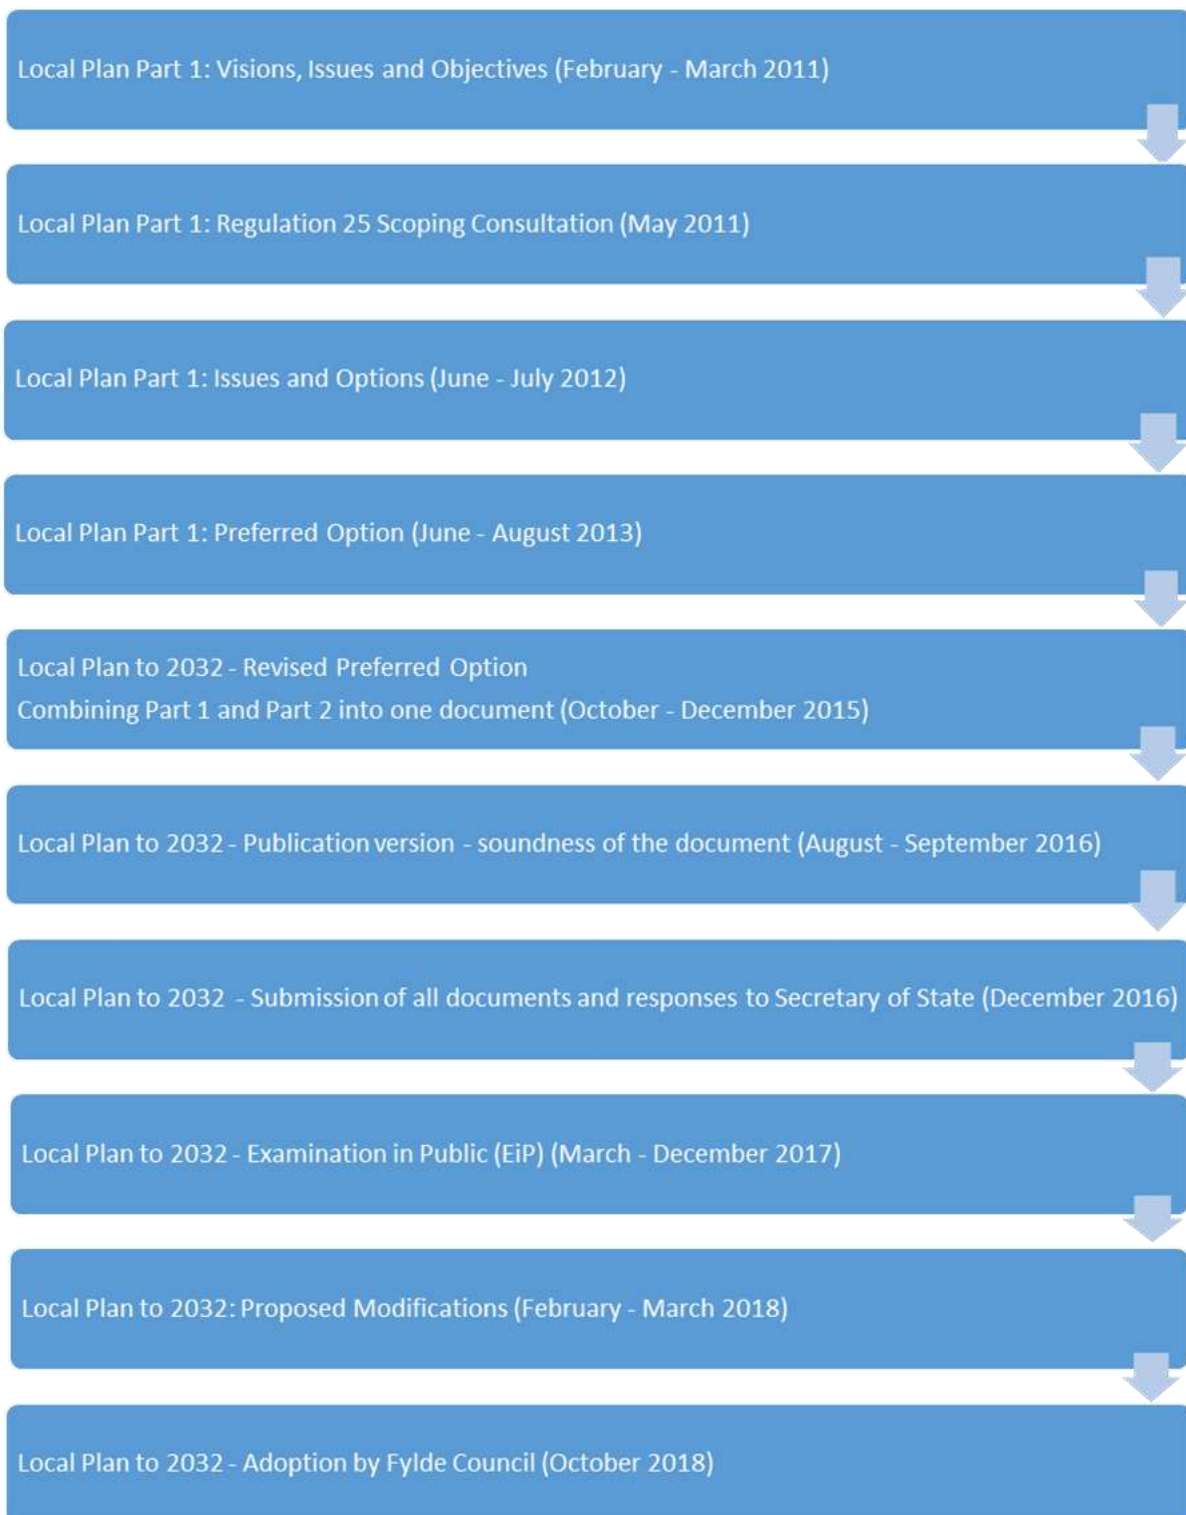 Local Plan Part 1: Visions, Issues and Objectives (February - March 2011)
Local Plan Part 1: Regulation 25 Scoping Consultation (May 2011)
Local Plan Part 1: Issues and Options (June - July 2012)
Local Plan Part 1: Preferred Option (June - August 2013)
Local Plan to 2032 - Revised Preferred Option
Combining Part 1 and Part 2 into one document (October - December 2015)
Local Plan to 2032 - Publication version - soundness of the document (August - September 2016)
Local Plan to 2032 - Submission of all documents and responses to Secretary of State (December 2016)
Local Plan to 2032 - Examination in Public (EiP) (March - December 2017)
Local Plan to 2032: Proposed Modifications (February - March 2018)
Local Plan to 2032 - Adoption by Fylde Council (October 2018)